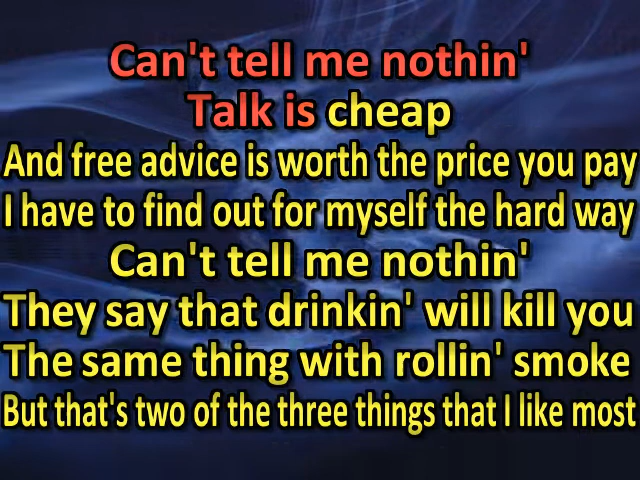 Can't tell me nothin'
Talk is cheap
And free advice is worth the price you pay
I have to find out for myself the hard way
Can't tell me nothin'
They say that drinkin' will kill you
The same thing with rollin' smoke
But that's two of the three things that I like most